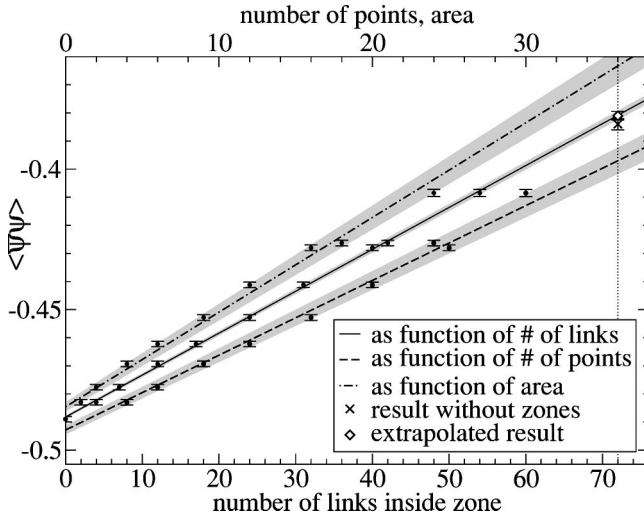 number of points, area
0 10 20 30
-0.4
-0.45
-0.5
<ψ̅ψ>
as function of # of links
as function of # of points
as function of area
result without zones
extrapolated result
0 10 20 30 40 50 60 70
number of links inside zone